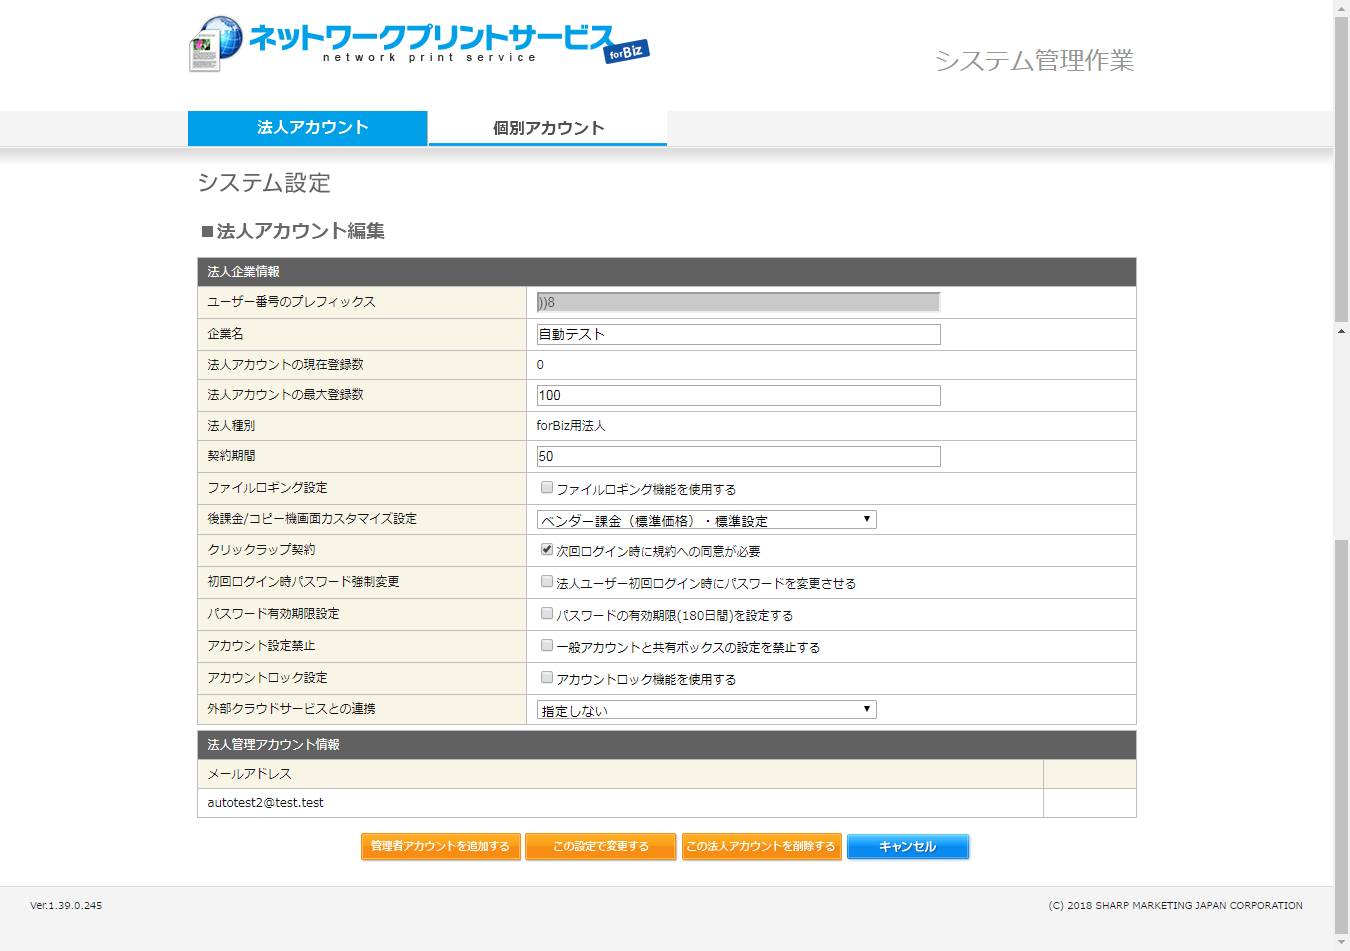 ネットワークプリントサービス forBiz
network print service
システム管理作業
法人アカウント
個別アカウント
システム設定
■法人アカウント編集
法人企業情報
ユーザー番号のプレフィックス ))8
企業名 自動テスト
法人アカウントの現在登録数 0
法人アカウントの最大登録数 100
法人種別 forBiz用法人
契約期間 50
ファイルロギング設定 ファイルロギング機能を使用する
後課金/コピー機画面カスタマイズ設定 ベンダー課金（標準価格）・標準設定
クリックラップ契約 次回ログイン時に規約への同意が必要
初回ログイン時パスワード強制変更 法人ユーザー初回ログイン時にパスワードを変更させる
パスワード有効期限設定 パスワードの有効期限(180日間)を設定する
アカウント設定禁止 一般アカウントと共有ボックスの設定を禁止する
アカウントロック設定 アカウントロック機能を使用する
外部クラウドサービスとの連携 指定しない
法人管理アカウント情報
メールアドレス
autotest2@test.test
管理者アカウントを追加する この設定で変更する この法人アカウントを削除する キャンセル
Ver.1.39.0.245
(C) 2018 SHARP MARKETING JAPAN CORPORATION